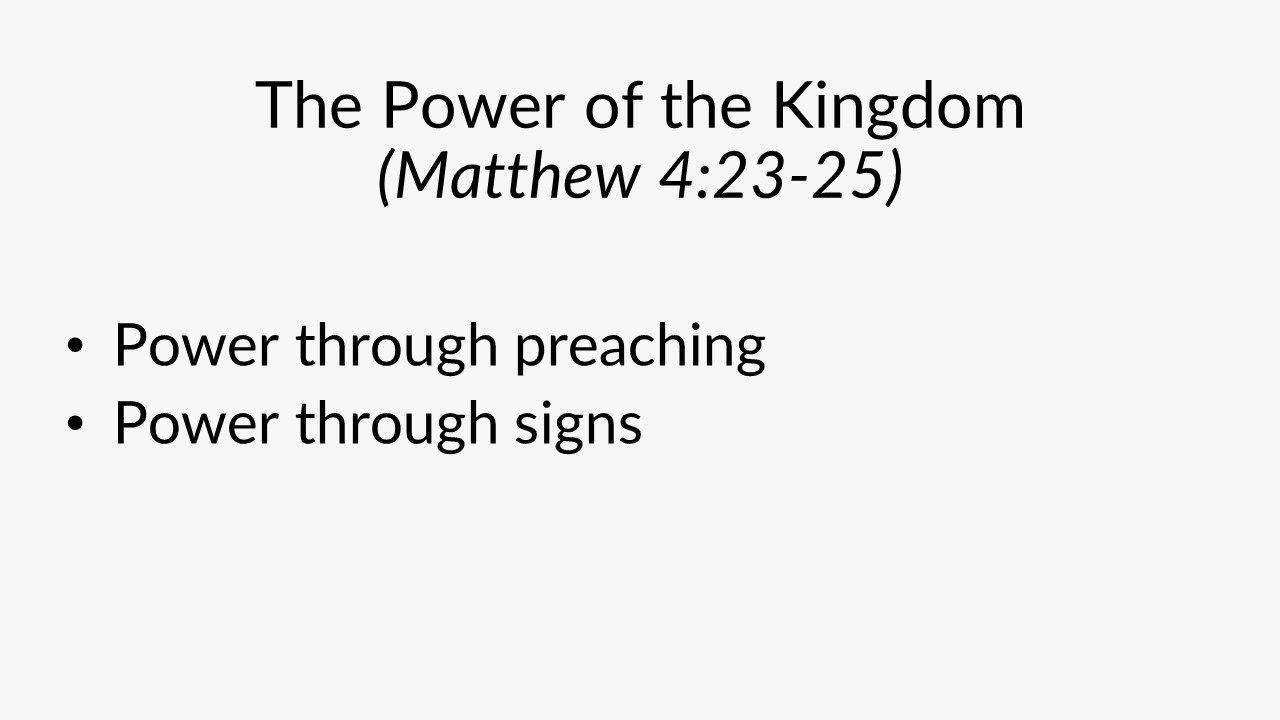 The Power of the Kingdom
(Matthew 4:23-25)
• Power through preaching
• Power through signs